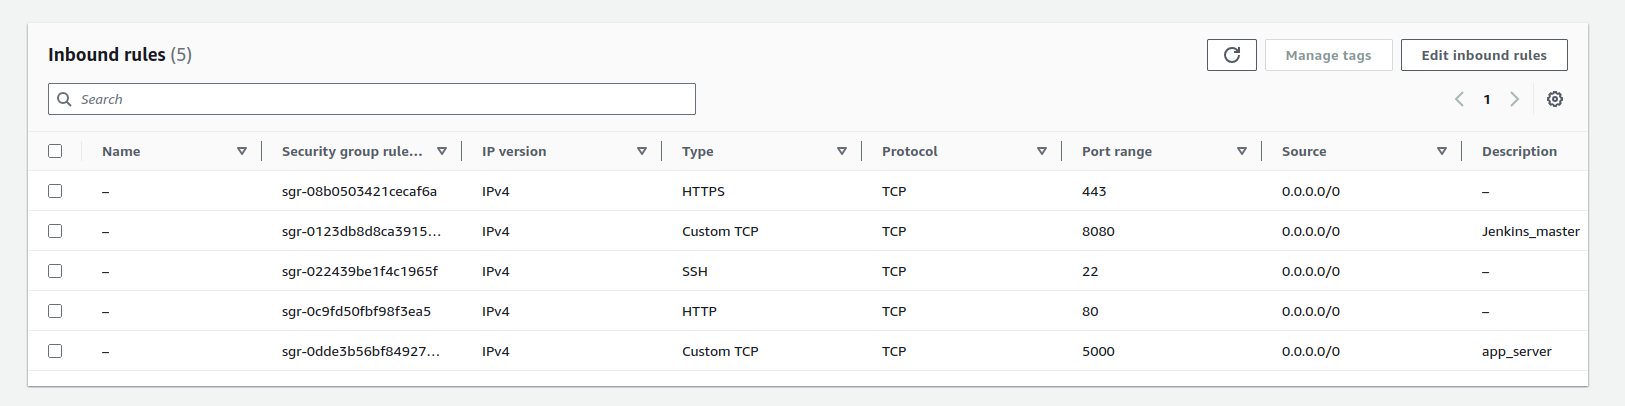 Inbound rules (5)
Manage tags
Edit inbound rules
Search
1
Name Security group rule... IP version Type Protocol Port range Source Description
– sgr-08b0503421cecaf6a IPv4 HTTPS TCP 443 0.0.0.0/0 –
– sgr-0123db8d8ca3915... IPv4 Custom TCP TCP 8080 0.0.0.0/0 Jenkins_master
– sgr-022439be1f4c1965f IPv4 SSH TCP 22 0.0.0.0/0 –
– sgr-0c9fd50fbf98f3ea5 IPv4 HTTP TCP 80 0.0.0.0/0 –
– sgr-0dde3b56bf84927... IPv4 Custom TCP TCP 5000 0.0.0.0/0 app_server